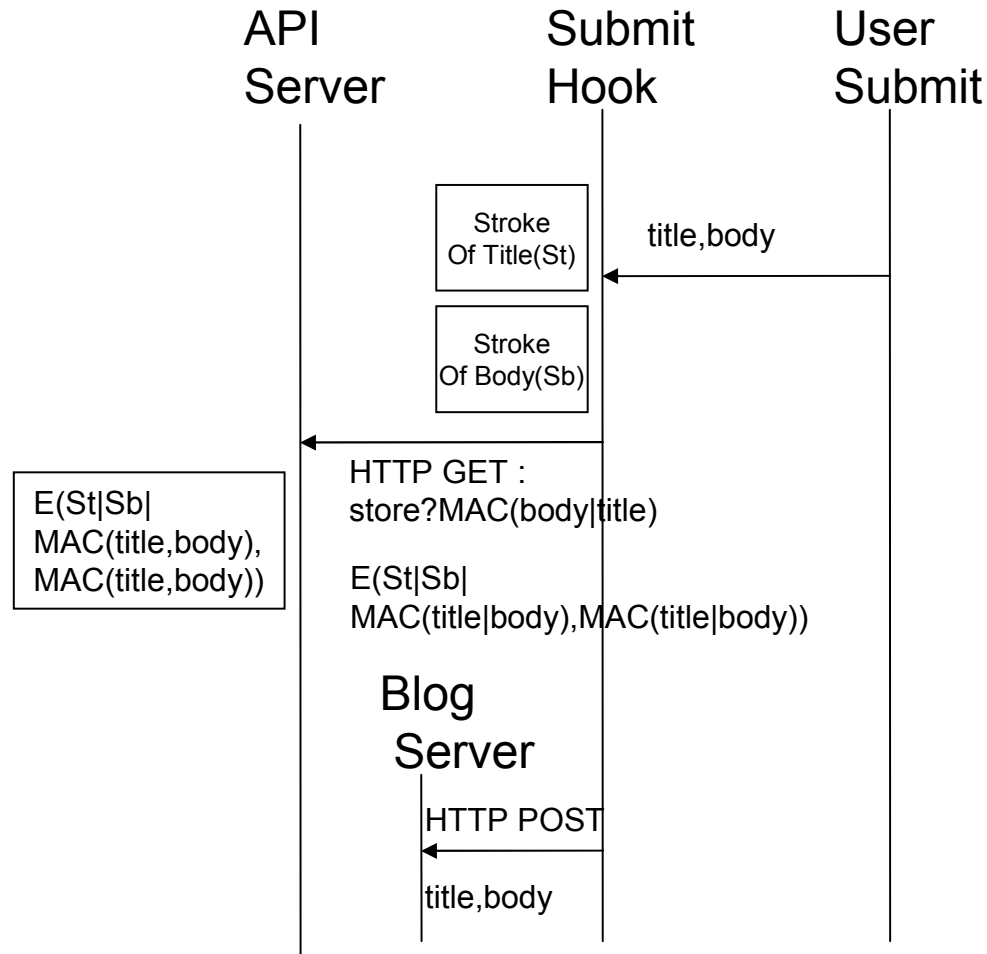 API
Server
Submit
Hook
User
Submit
Stroke
Of Title(St)
title,body
Stroke
Of Body(Sb)
HTTP GET :
store?MAC(body|title)
E(St|Sb|
MAC(title,body),
MAC(title,body))
E(St|Sb|
MAC(title|body),MAC(title|body))
Blog
Server
HTTP POST
title,body